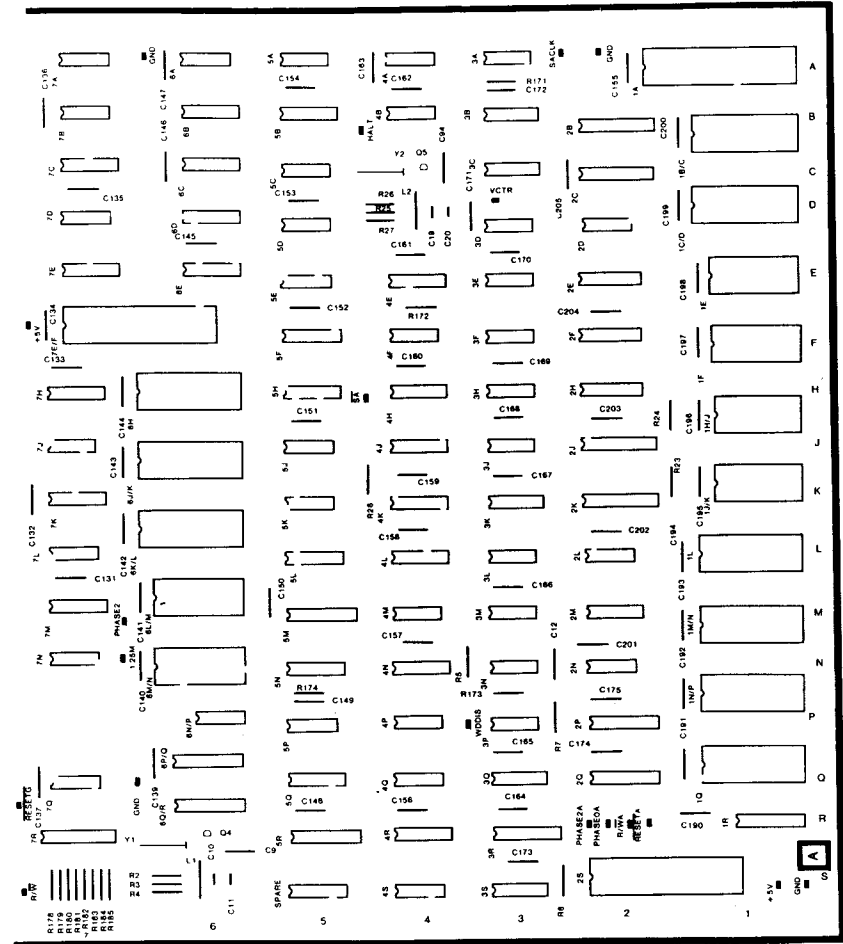 C136
7A
GND
6A
5A
C154
C163
4A
C162
3A
SACLK
R171
C172
GND
C155
1A
A
7B
C147
C146
6B
5B
HALT
4B
C94
3B
2B
C200
1B/C
B
7C
C135
6C
5C
C153
Y2
Q5
C171
3C
VCTR
2C
C205
C
7D
6D
C145
5D
R26
R25
R27
L2
C19
C20
C161
3D
C170
2D
C199
1C/D
D
7E
6E
5E
C152
4E
R172
3E
2E
C204
C198
1E
E
+5V
C134
7E/F
C133
5F
4F
C160
3F
C169
2F
C197
1F
F
7H
C144
6H
5H
C151
SA
4H
3H
C168
2H
C203
R24
C196
1H/J
H
7J
C143
6J/K
5J
4J
C159
3J
C167
2J
R23
J
C132
7K
5K
R28
4K
C158
3K
2K
C202
C195
1J/K
K
7L
C131
C142
6K/L
5L
4L
3L
C166
2L
C194
C193
1L
L
7M
PHASE2
C141
6L/M
C150
5M
4M
C157
3M
C12
2M
C201
C192
1M/N
M
7N
1.25M
C140
6M/N
5N
R174
C149
4N
R5
R173
3N
2N
C175
1N/P
N
6N/P
5P
4P
WDDIS
3P
C165
R7
2P
C174
C191
P
RESETG
C137
7Q
GND
C139
6P/Q
6Q/R
5Q
C148
4Q
C156
3Q
C164
2Q
1Q
Q
7R
Y1
Q4
C10
C9
5R
4R
3R
C173
PHASE2A
PHASE0A
R/WA
RESETA
C190
1R
R
A
R/W
R178
R179
R180
R181
R182
R183
R184
R185
R2
R3
R4
L1
C11
SPARE
4S
3S
R6
2S
+5V
GND
S
7
6
5
4
3
2
1